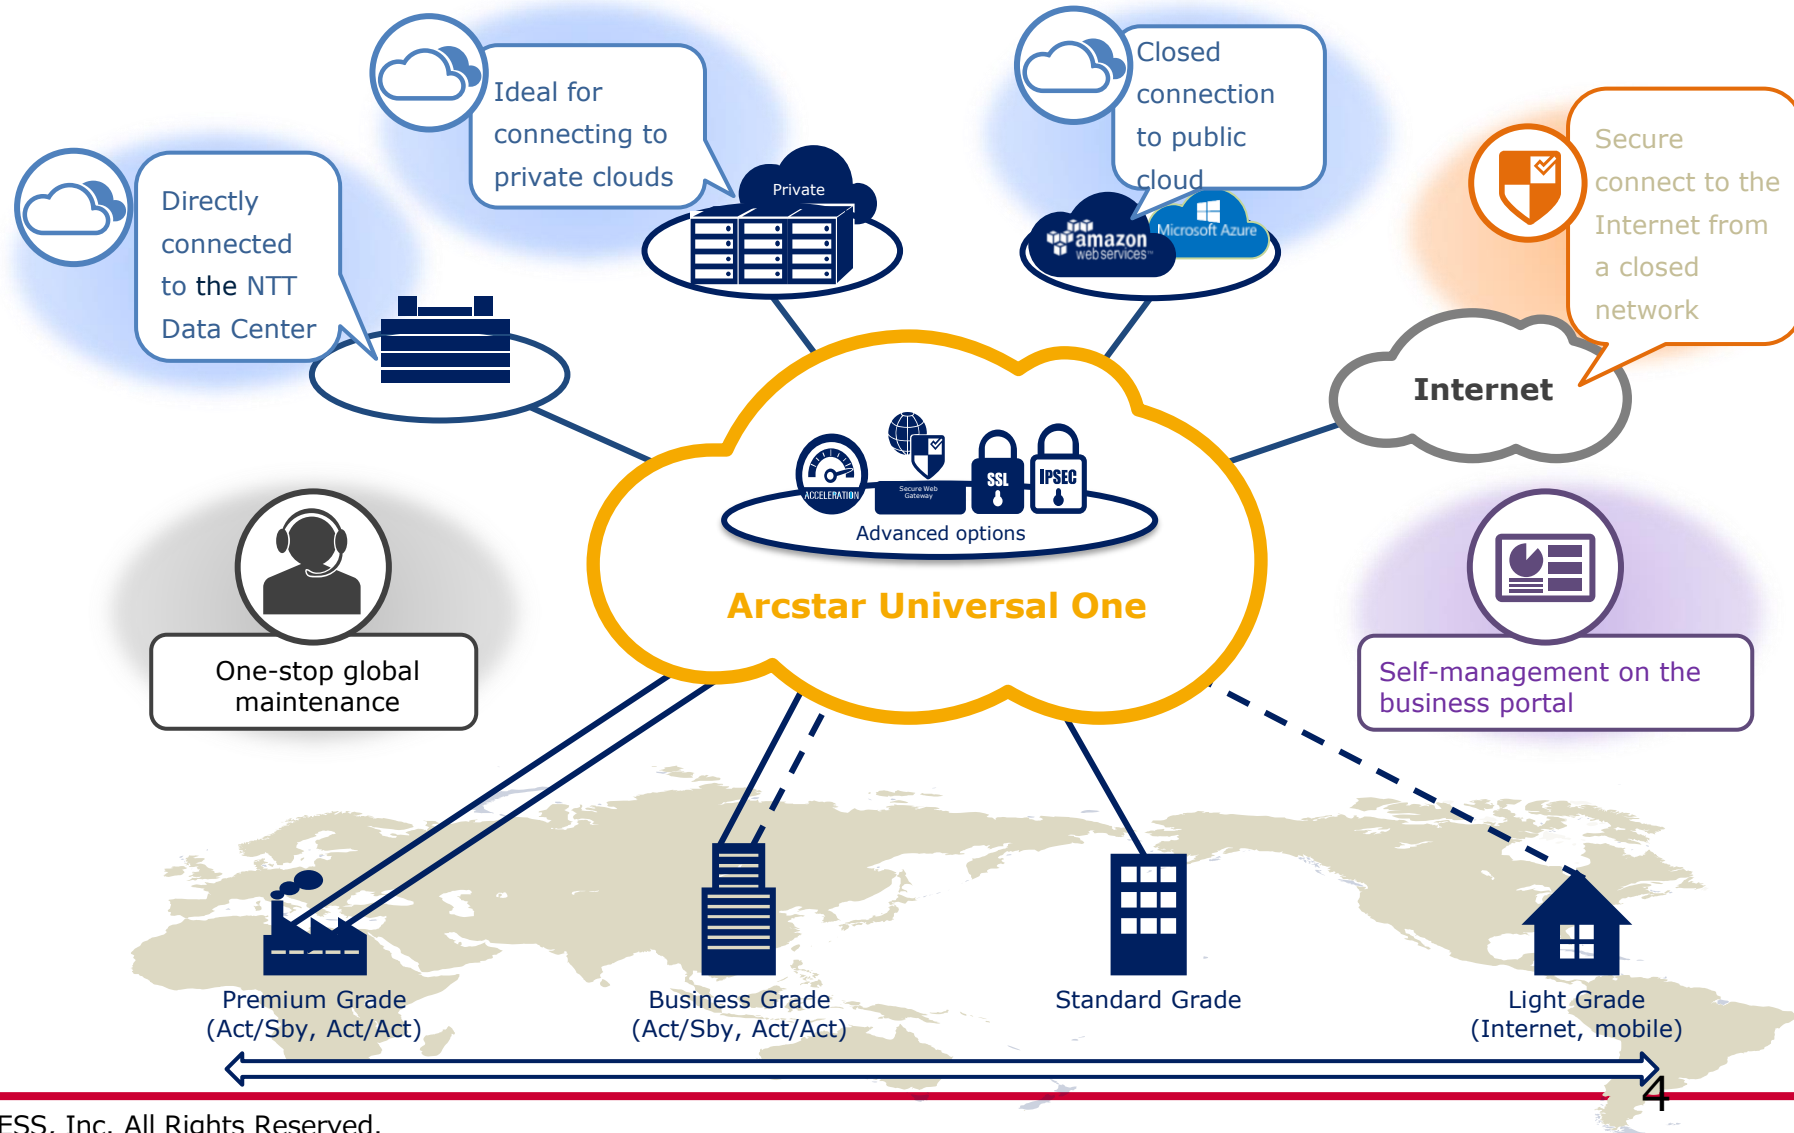 Directly
connected
to the NTT
Data Center
Ideal for
connecting to
private clouds
Private
Closed
connection
to public
cloud
amazon
webservices™
Microsoft Azure
Secure
connect to the
Internet from
a closed
network
Internet
ACCELERATION
Secure Web
Gateway
SSL
IPSEC
Advanced options
Arcstar Universal One
One-stop global
maintenance
Self-management on the
business portal
Premium Grade
(Act/Sby, Act/Act)
Business Grade
(Act/Sby, Act/Act)
Standard Grade
Light Grade
(Internet, mobile)
4
ESS, Inc. All Rights Reserved.